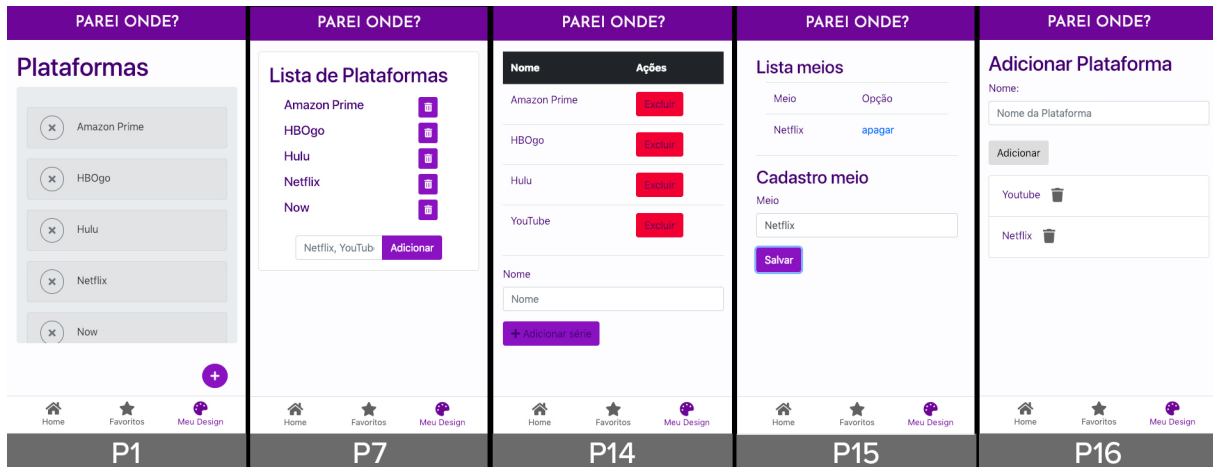 PAREI ONDE?
Plataformas
Amazon Prime
HBOgo
Hulu
Netflix
Now
+
Home Favoritos Meu Design
P1
PAREI ONDE?
Lista de Plataformas
Amazon Prime
HBOgo
Hulu
Netflix
Now
Netflix, YouTub Adicionar
Home Favoritos Meu Design
P7
PAREI ONDE?
Nome Ações
Amazon Prime Excluir
HBOgo Excluir
Hulu Excluir
YouTube Excluir
Nome
Nome
+ Adicionar série
Home Favoritos Meu Design
P14
PAREI ONDE?
Lista meios
Meio Opção
Netflix apagar
Cadastro meio
Meio
Netflix
Salvar
Home Favoritos Meu Design
P15
PAREI ONDE?
Adicionar Plataforma
Nome:
Nome da Plataforma
Adicionar
Youtube
Netflix
Home Favoritos Meu Design
P16